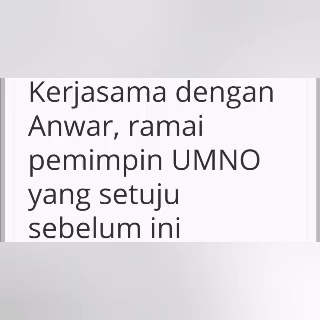 Kerjasama dengan
Anwar, ramai
pemimpin UMNO
yang setuju
sebelum ini